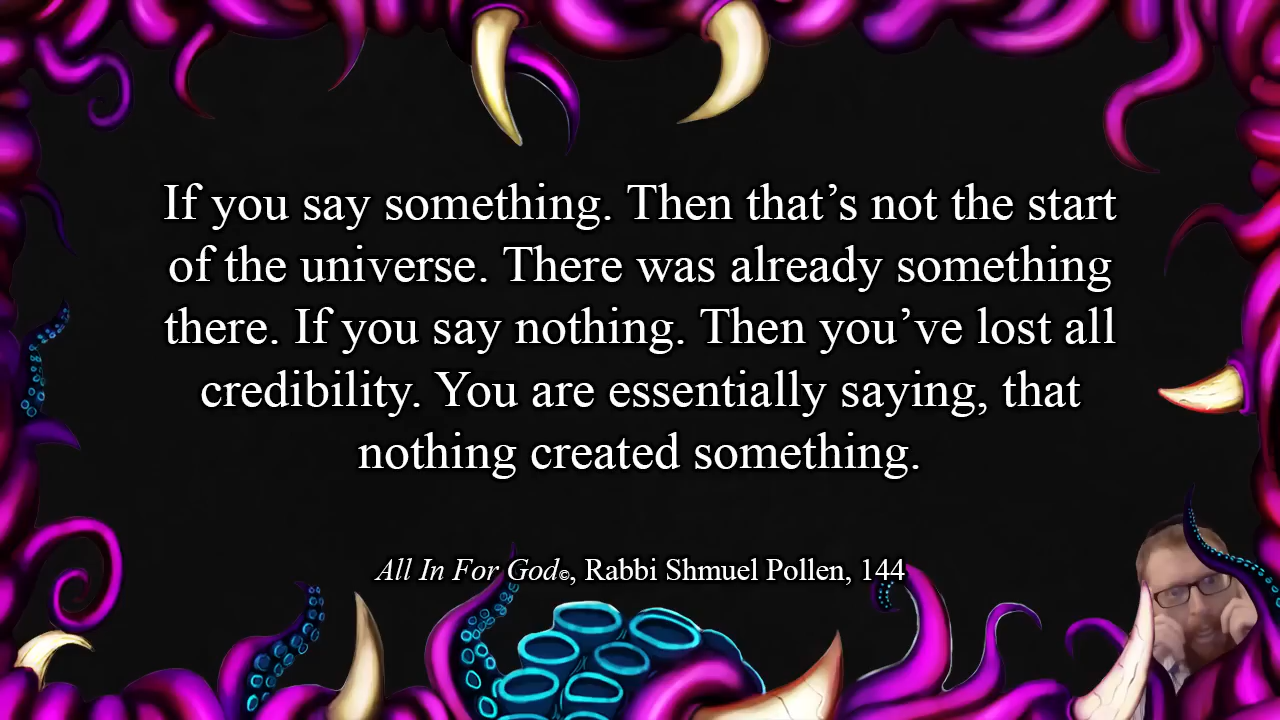 If you say something. Then that’s not the start
of the universe. There was already something
there. If you say nothing. Then you’ve lost all
credibility. You are essentially saying, that
nothing created something.
All In For God©, Rabbi Shmuel Pollen, 144